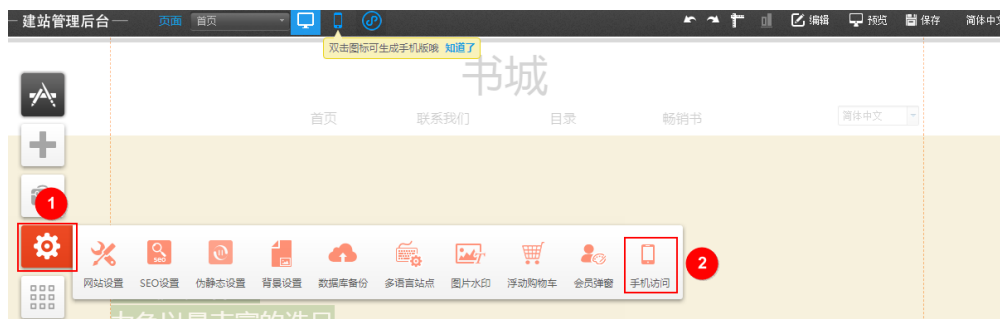 建站管理后台
页面 首页
编辑 预览 保存 简体中文
双击图标可生成手机版哦 知道了
书城
首页 联系我们 目录 畅销书 简体中文
1
2
SEO
网站设置 SEO设置 伪静态设置 背景设置 数据库备份 多语言站点 图片水印 浮动购物车 会员弹窗 手机访问